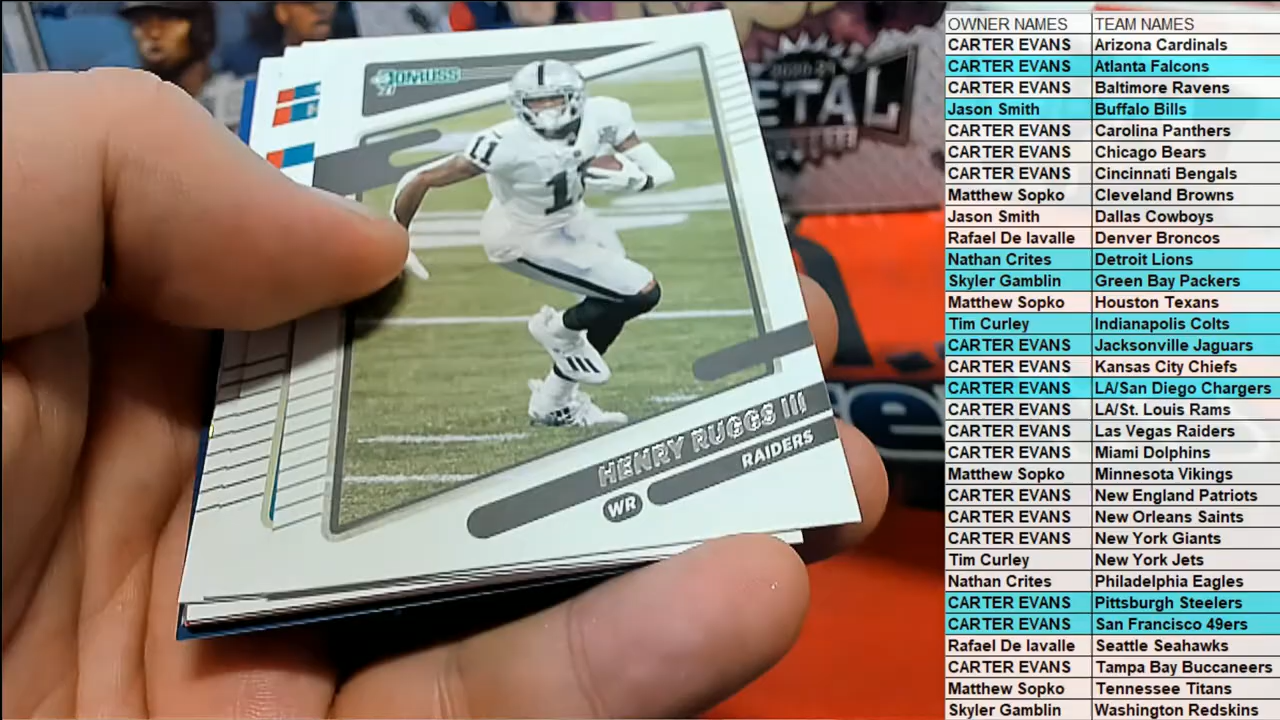 DONRUSS
11
1
HENRY RUGGS III
RAIDERS
WR
ETAL
OWNER NAMES TEAM NAMES
CARTER EVANS Arizona Cardinals
CARTER EVANS Atlanta Falcons
CARTER EVANS Baltimore Ravens
Jason Smith Buffalo Bills
CARTER EVANS Carolina Panthers
CARTER EVANS Chicago Bears
CARTER EVANS Cincinnati Bengals
Matthew Sopko Cleveland Browns
Jason Smith Dallas Cowboys
Rafael De lavalle Denver Broncos
Nathan Crites Detroit Lions
Skyler Gamblin Green Bay Packers
Matthew Sopko Houston Texans
Tim Curley Indianapolis Colts
CARTER EVANS Jacksonville Jaguars
CARTER EVANS Kansas City Chiefs
CARTER EVANS LA/San Diego Chargers
CARTER EVANS LA/St. Louis Rams
CARTER EVANS Las Vegas Raiders
CARTER EVANS Miami Dolphins
Matthew Sopko Minnesota Vikings
CARTER EVANS New England Patriots
CARTER EVANS New Orleans Saints
CARTER EVANS New York Giants
Tim Curley New York Jets
Nathan Crites Philadelphia Eagles
CARTER EVANS Pittsburgh Steelers
CARTER EVANS San Francisco 49ers
Rafael De lavalle Seattle Seahawks
CARTER EVANS Tampa Bay Buccaneers
Matthew Sopko Tennessee Titans
Skyler Gamblin Washington Redskins